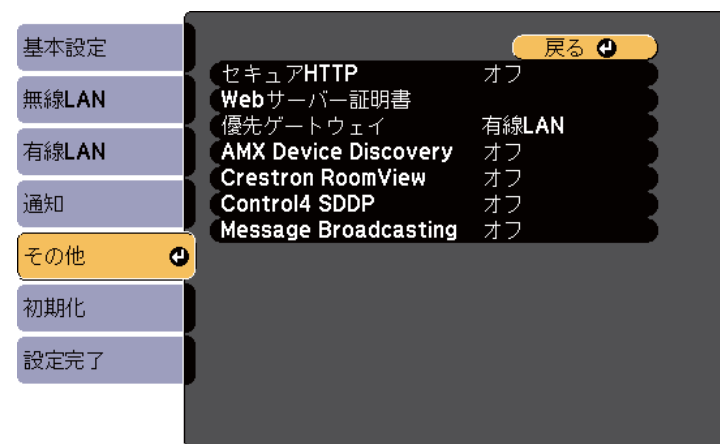 基本設定
無線LAN
有線LAN
通知
その他
初期化
設定完了
戻る
セキュアHTTP オフ
Webサーバー証明書
優先ゲートウェイ 有線LAN
AMX Device Discovery オフ
Crestron RoomView オフ
Control4 SDDP オフ
Message Broadcasting オフ